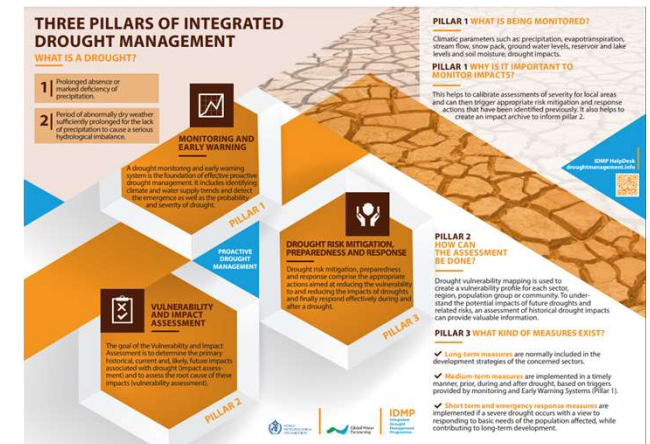 THREE PILLARS OF INTEGRATED
DROUGHT MANAGEMENT
WHAT IS A DROUGHT?
1 Prolonged absence or
marked deficiency of
precipitation.
2 Period of abnormally dry weather
sufficiently prolonged for the lack
of precipitation to cause a serious
hydrological imbalance.
MONITORING AND
EARLY WARNING
A drought monitoring and early warning
system is the foundation of effective proactive
drought management. It includes identifying
climate and water supply trends and detect
the emergence as well as the probability
and severity of drought.
PILLAR 1
PROACTIVE
DROUGHT
MANAGEMENT
VULNERABILITY
AND IMPACT
ASSESSMENT
The goal of the Vulnerability and Impact
Assessment is to determine the primary
historical, current and, likely, future impacts
associated with drought (impact assess-
ment) and to assess the root cause of these
impacts (vulnerability assessment).
PILLAR 2
DROUGHT RISK MITIGATION,
PREPAREDNESS AND RESPONSE
Drought risk mitigation, preparedness
and response comprise the appropriate
actions aimed at reducing the vulnerability
to and reducing the impacts of droughts
and finally respond effectively during and
after a drought.
PILLAR 3
PILLAR 1 WHAT IS BEING MONITORED?
Climatic parameters such as: precipitation, evapotranspiration,
stream flow, snow pack, ground water levels, reservoir and lake
levels and soil moisture; drought impacts.
PILLAR 1 WHY IS IT IMPORTANT TO
MONITOR IMPACTS?
This helps to calibrate assessments of severity for local areas
and can then trigger appropriate risk mitigation and response
actions that have been identified previously. It also helps to
create an impact archive to inform pillar 2.
IDMP HelpDesk
droughtmanagement.info
PILLAR 2
HOW CAN
THE ASSESSMENT
BE DONE?
Drought vulnerability mapping is used to
create a vulnerability profile for each sector,
region, population group or community. To under-
stand the potential impacts of future droughts and
related risks, an assessment of historical drought impacts
can provide valuable information.
PILLAR 3 WHAT KIND OF MEASURES EXIST?
Long-term measures are normally included in the
development strategies of the concerned sectors.
Medium-term measures are implemented in a timely
manner, prior, during and after drought, based on triggers
provided by monitoring and Early Warning Systems (Pillar 1).
Short term and emergency response measures are
implemented if a severe drought occurs with a view to
responding to basic needs of the population affected, while
contributing to long-term development.
WORLD
METEOROLOGICAL
ORGANIZATION
Global Water
Partnership
IDMP
Integrated
Drought
Management
Programme